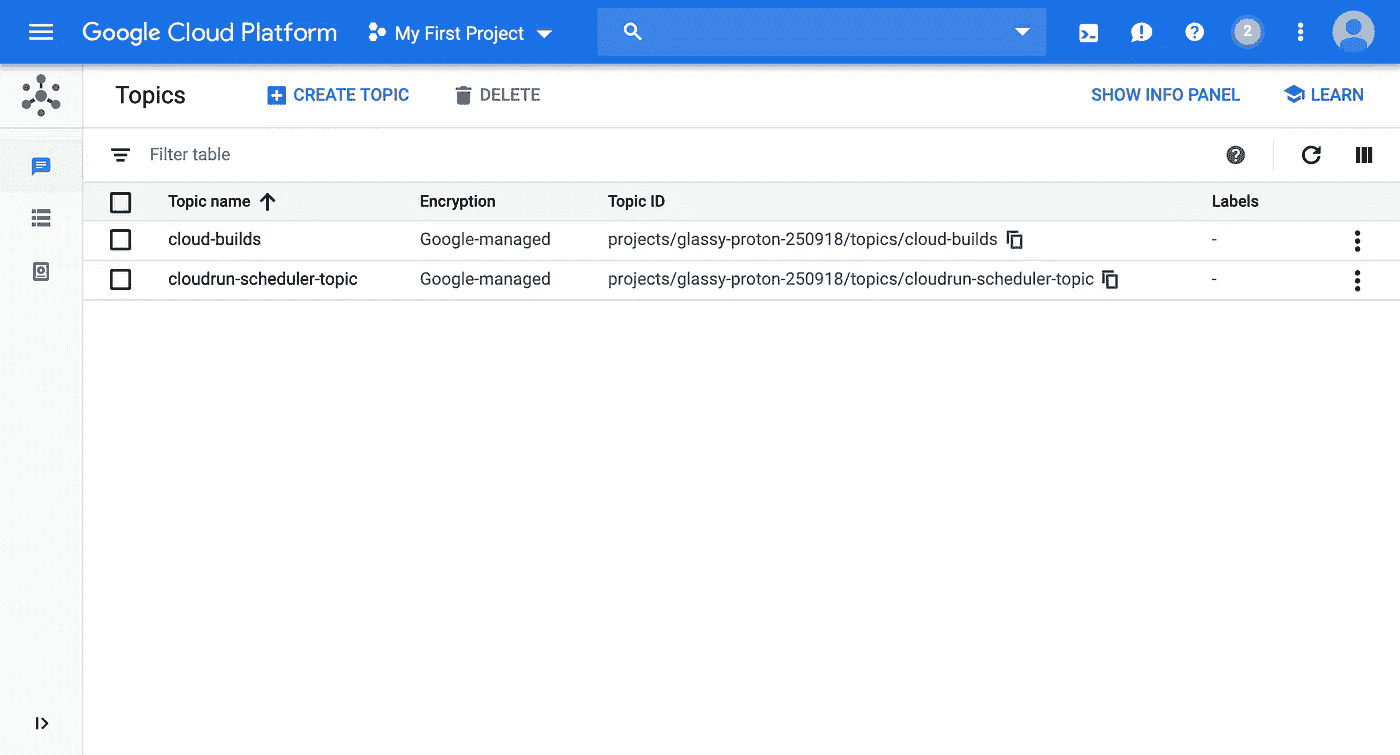 Google Cloud Platform My First Project 2
Topics CREATE TOPIC DELETE SHOW INFO PANEL LEARN
Filter table
Topic name Encryption Topic ID Labels
cloud-builds Google-managed projects/glassy-proton-250918/topics/cloud-builds -
cloudrun-scheduler-topic Google-managed projects/glassy-proton-250918/topics/cloudrun-scheduler-topic -